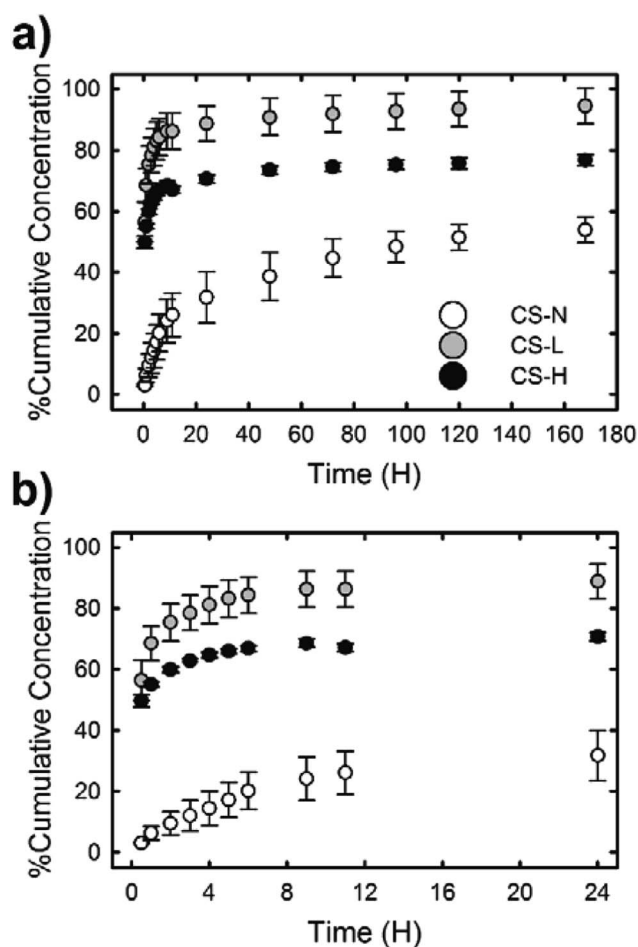 a)
%Cumulative Concentration
100
80
60
40
20
0
CS-N
CS-L
CS-H
0 20 40 60 80 100 120 140 160 180
Time (H)
b)
%Cumulative Concentration
100
80
60
40
20
0
0 4 8 12 16 20 24
Time (H)